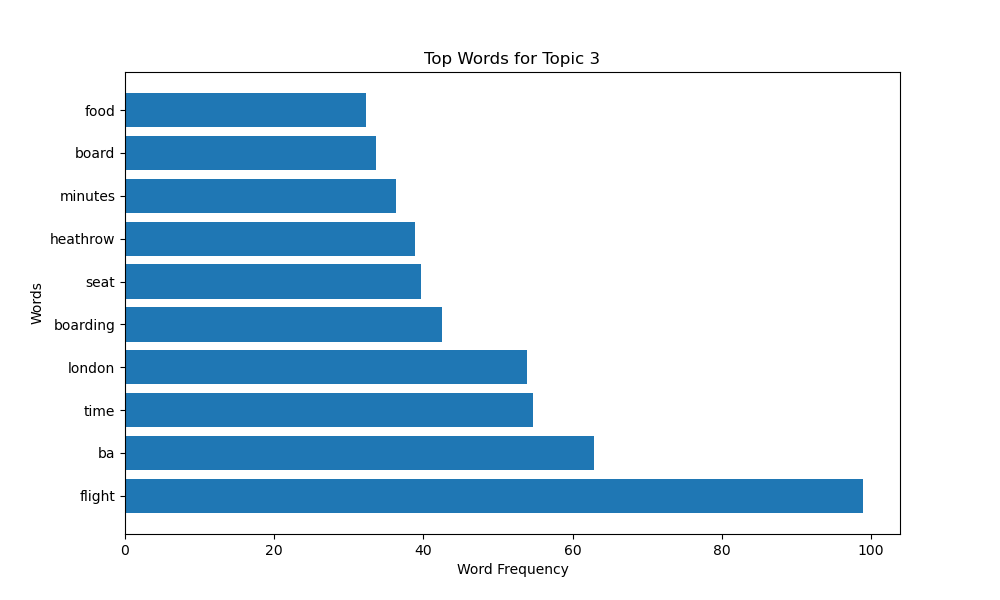 Top Words for Topic 3
food
board
minutes
heathrow
seat
boarding
london
time
ba
flight
Words
0 20 40 60 80 100
Word Frequency